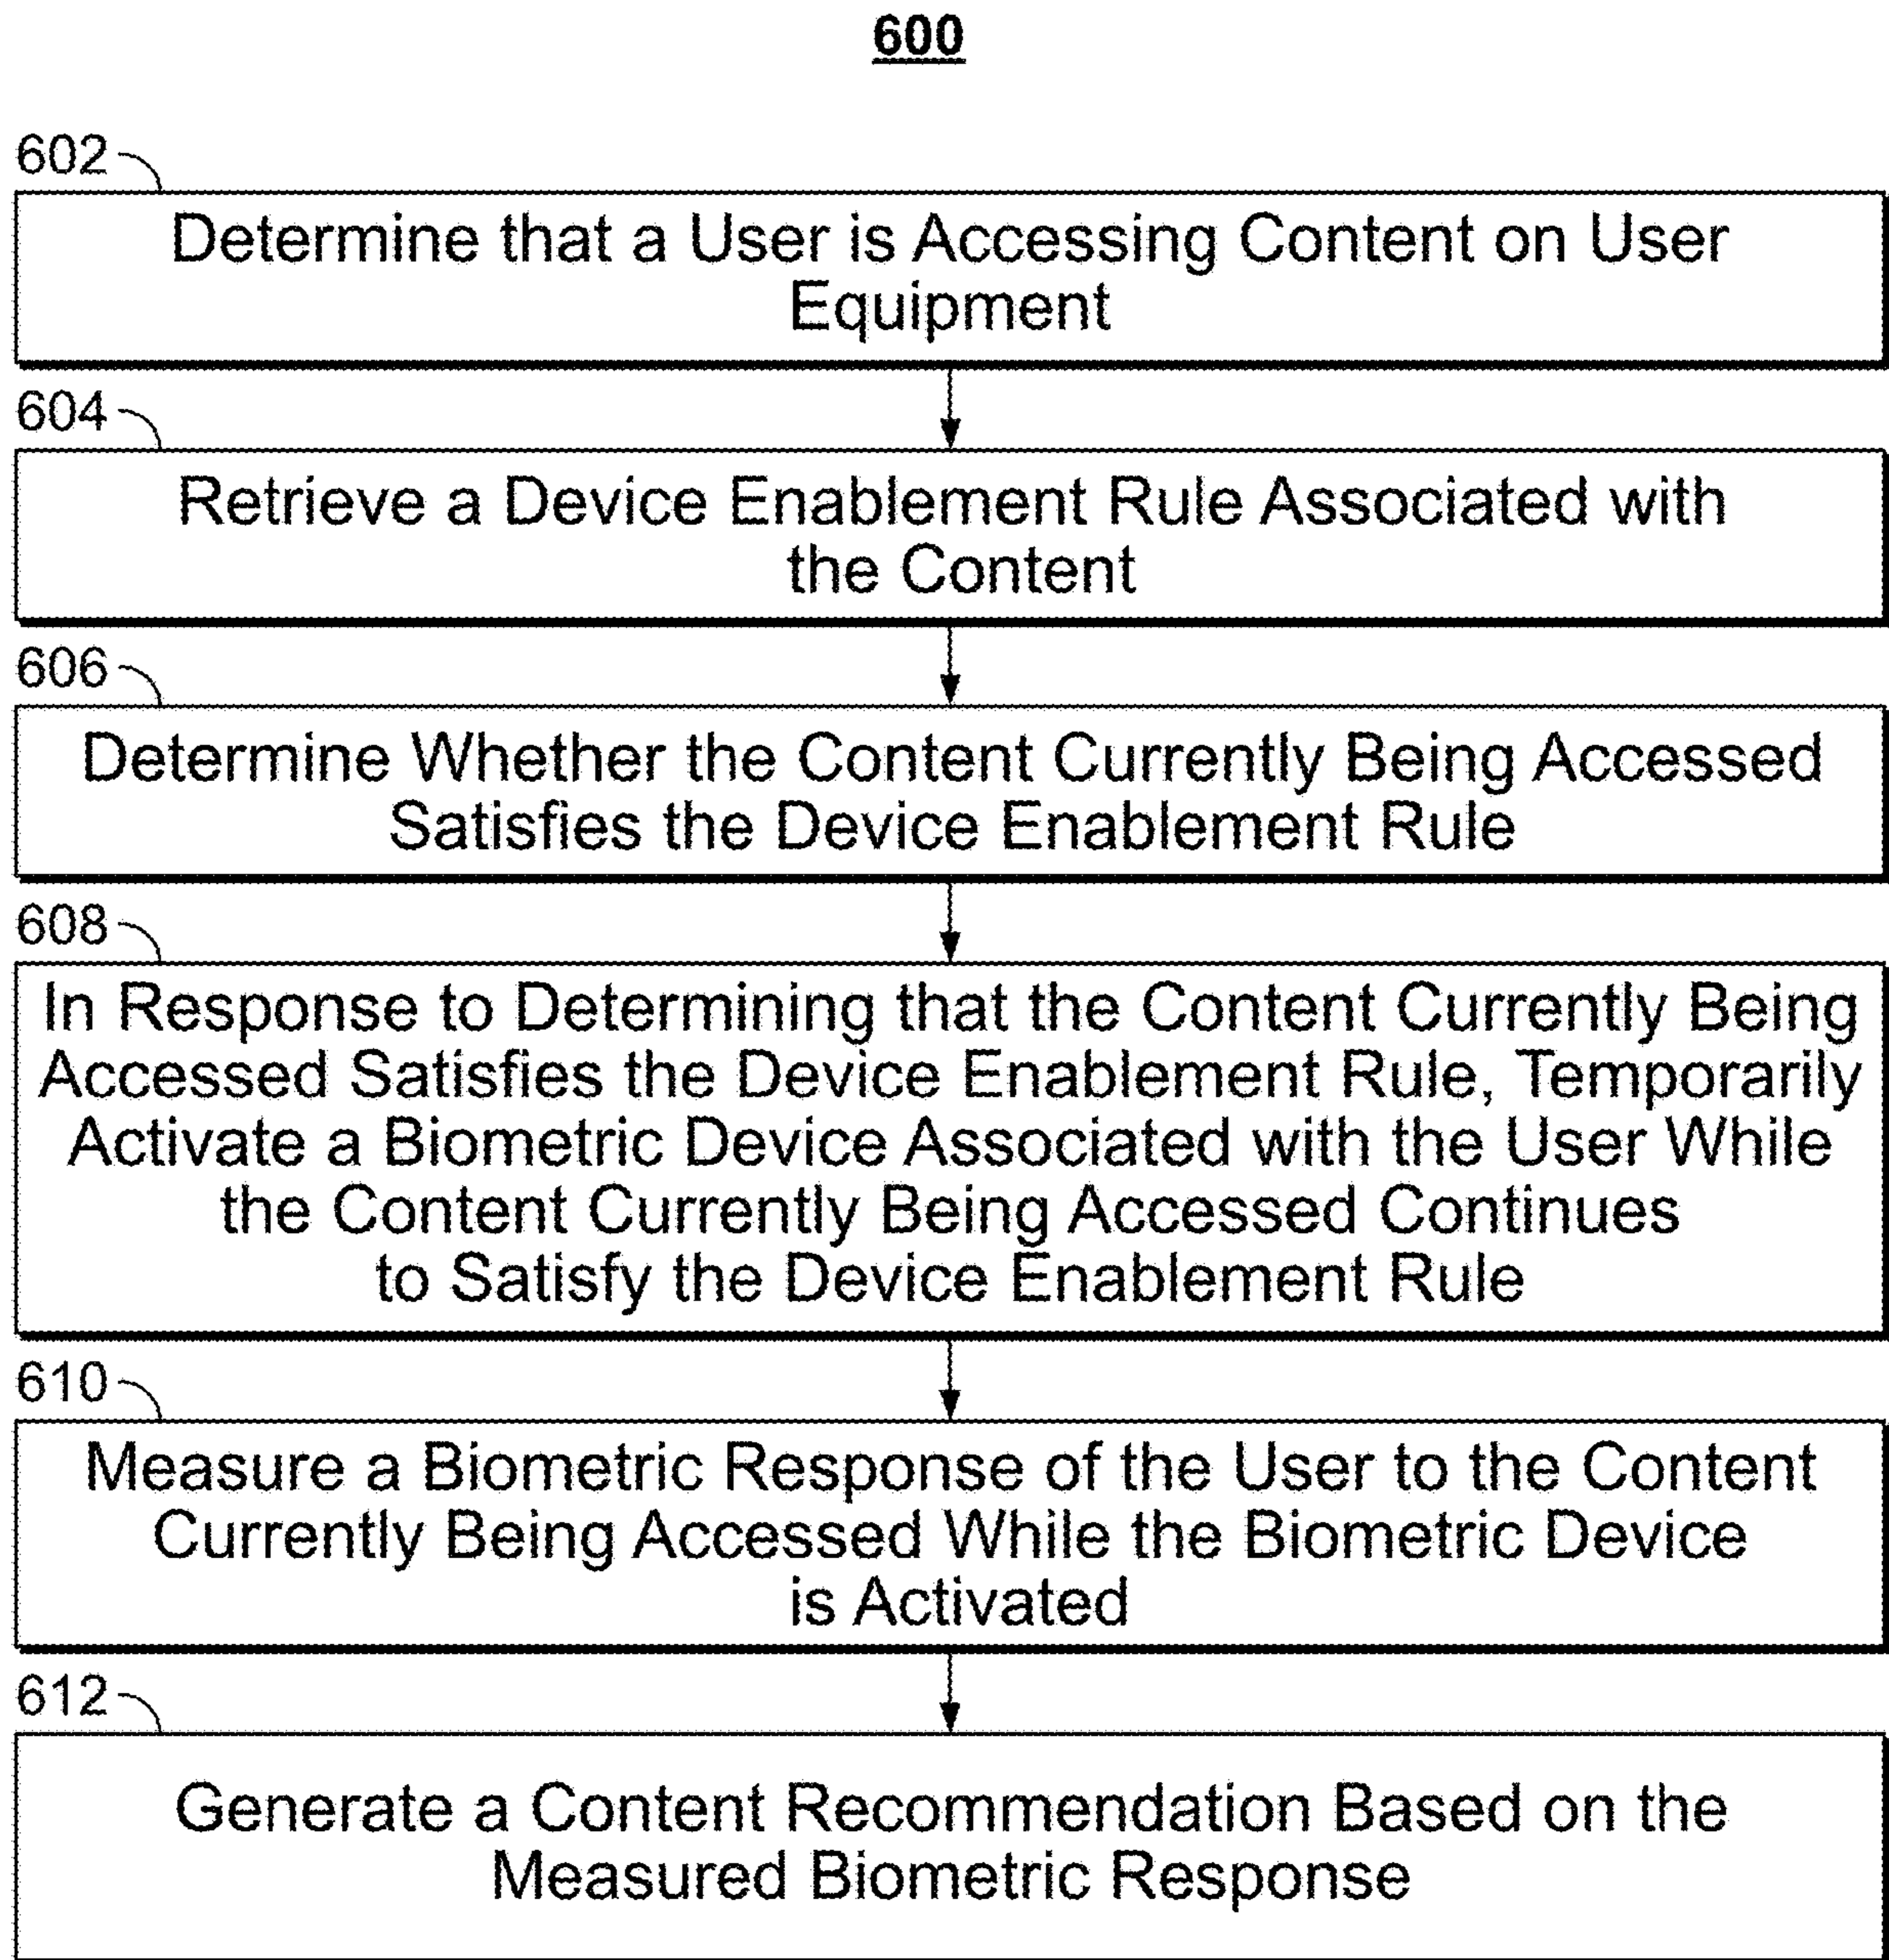 600
602
Determine that a User is Accessing Content on User
Equipment
604
Retrieve a Device Enablement Rule Associated with
the Content
606
Determine Whether the Content Currently Being Accessed
Satisfies the Device Enablement Rule
608
In Response to Determining that the Content Currently Being
Accessed Satisfies the Device Enablement Rule, Temporarily
Activate a Biometric Device Associated with the User While
the Content Currently Being Accessed Continues
to Satisfy the Device Enablement Rule
610
Measure a Biometric Response of the User to the Content
Currently Being Accessed While the Biometric Device
is Activated
612
Generate a Content Recommendation Based on the
Measured Biometric Response